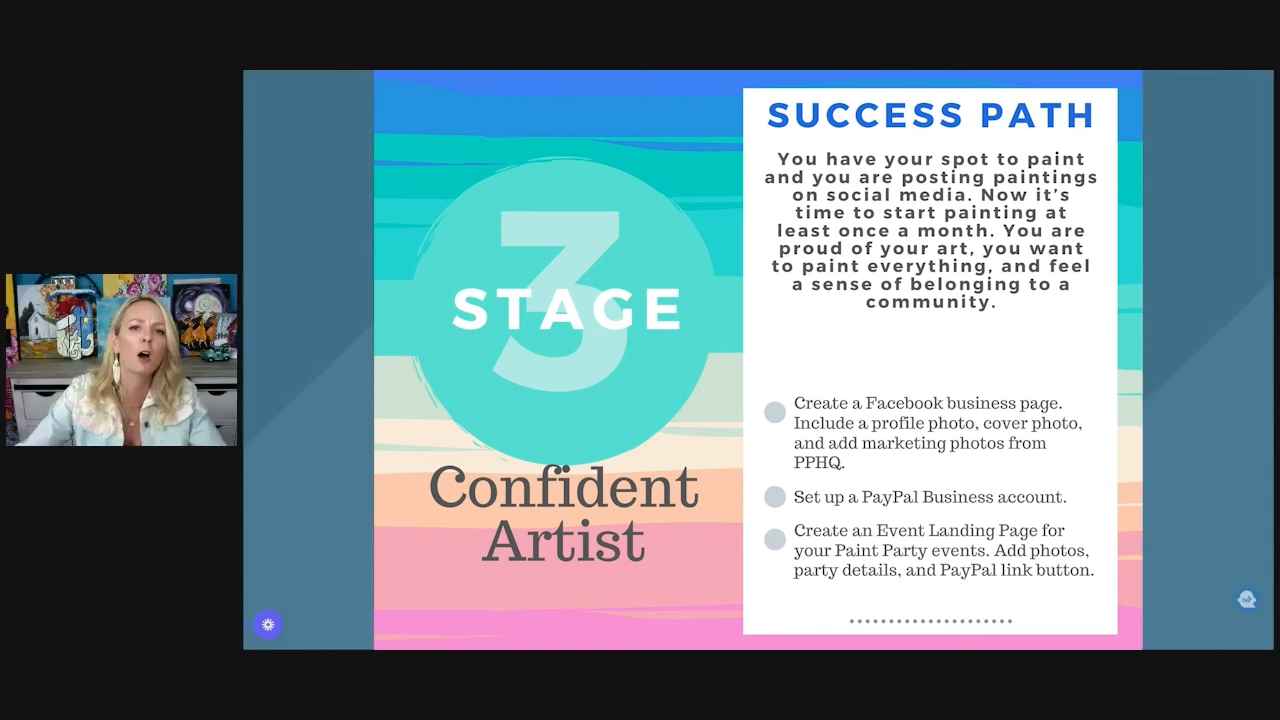 SUCCESS PATH
You have your spot to paint
and you are posting paintings
on social media. Now it's
time to start painting at
least once a month. You are
proud of your art, you want
to paint everything, and feel
a sense of belonging to a
community.
3
STAGE
Confident
Artist
Create a Facebook business page.
Include a profile photo, cover photo,
and add marketing photos from
PPHQ.
Set up a PayPal Business account.
Create an Event Landing Page for
your Paint Party events. Add photos,
party details, and PayPal link button.